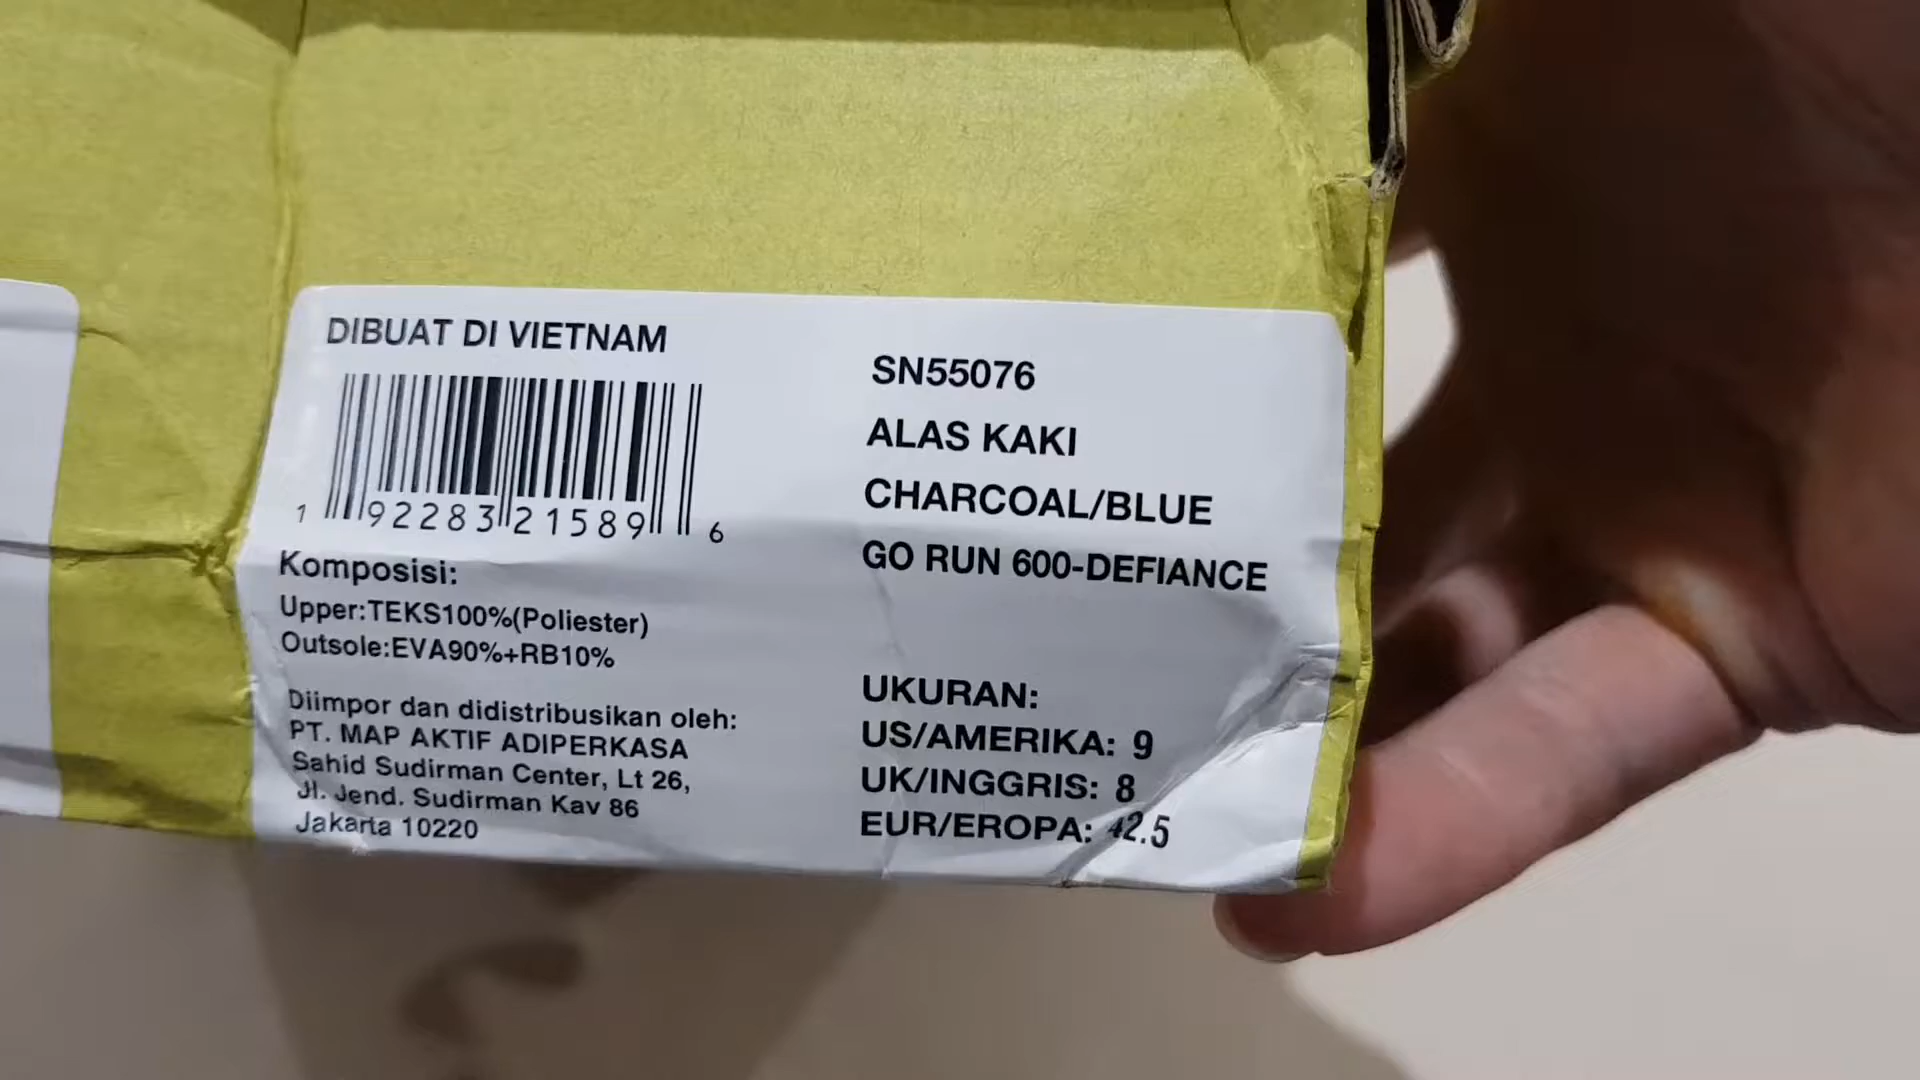 DIBUAT DI VIETNAM
1 92283 21589 6
Komposisi:
Upper:TEKS100%(Poliester)
Outsole:EVA90%+RB10%
Diimpor dan didistribusikan oleh:
PT. MAP AKTIF ADIPERKASA
Sahid Sudirman Center, Lt 26,
Jl. Jend. Sudirman Kav 86
Jakarta 10220
SN55076
ALAS KAKI
CHARCOAL/BLUE
GO RUN 600-DEFIANCE
UKURAN:
US/AMERIKA: 9
UK/INGGRIS: 8
EUR/EROPA: 42.5